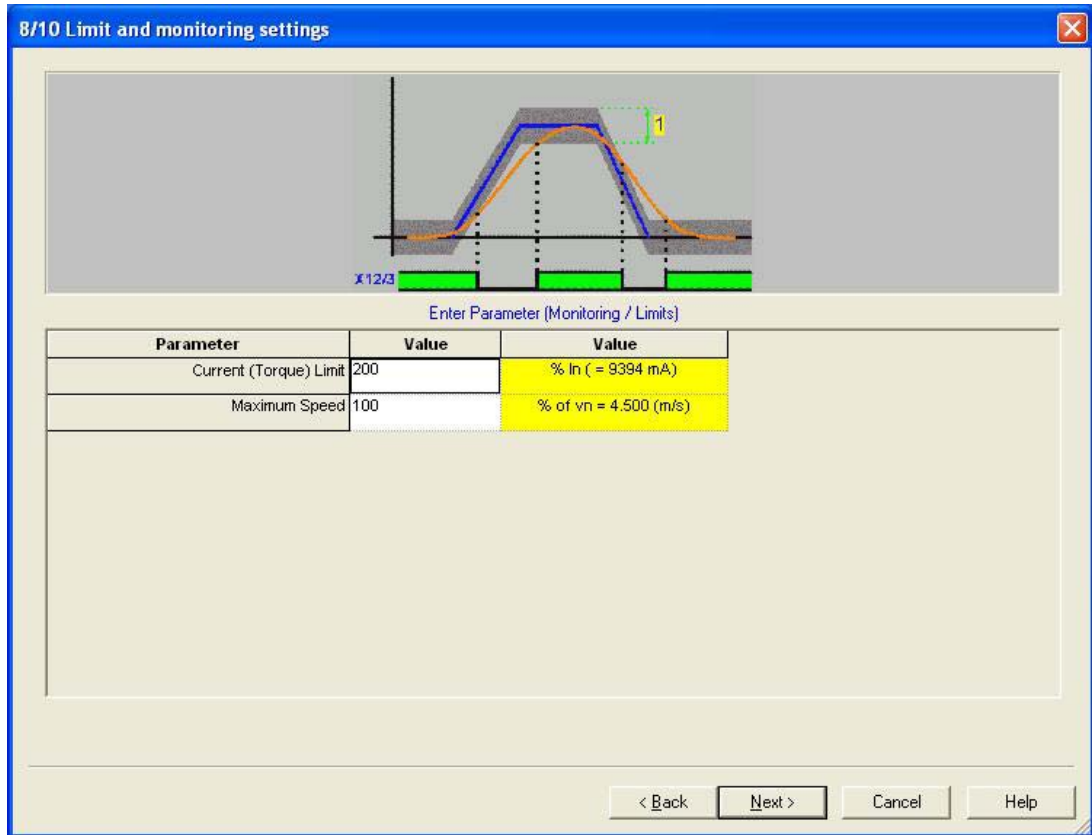 8/10 Limit and monitoring settings
1
X12/3
Enter Parameter (Monitoring / Limits)
Parameter Value Value
Current (Torque) Limit 200 % In ( = 9394 mA)
Maximum Speed 100 % of vn = 4.500 (m/s)
< Back Next > Cancel Help